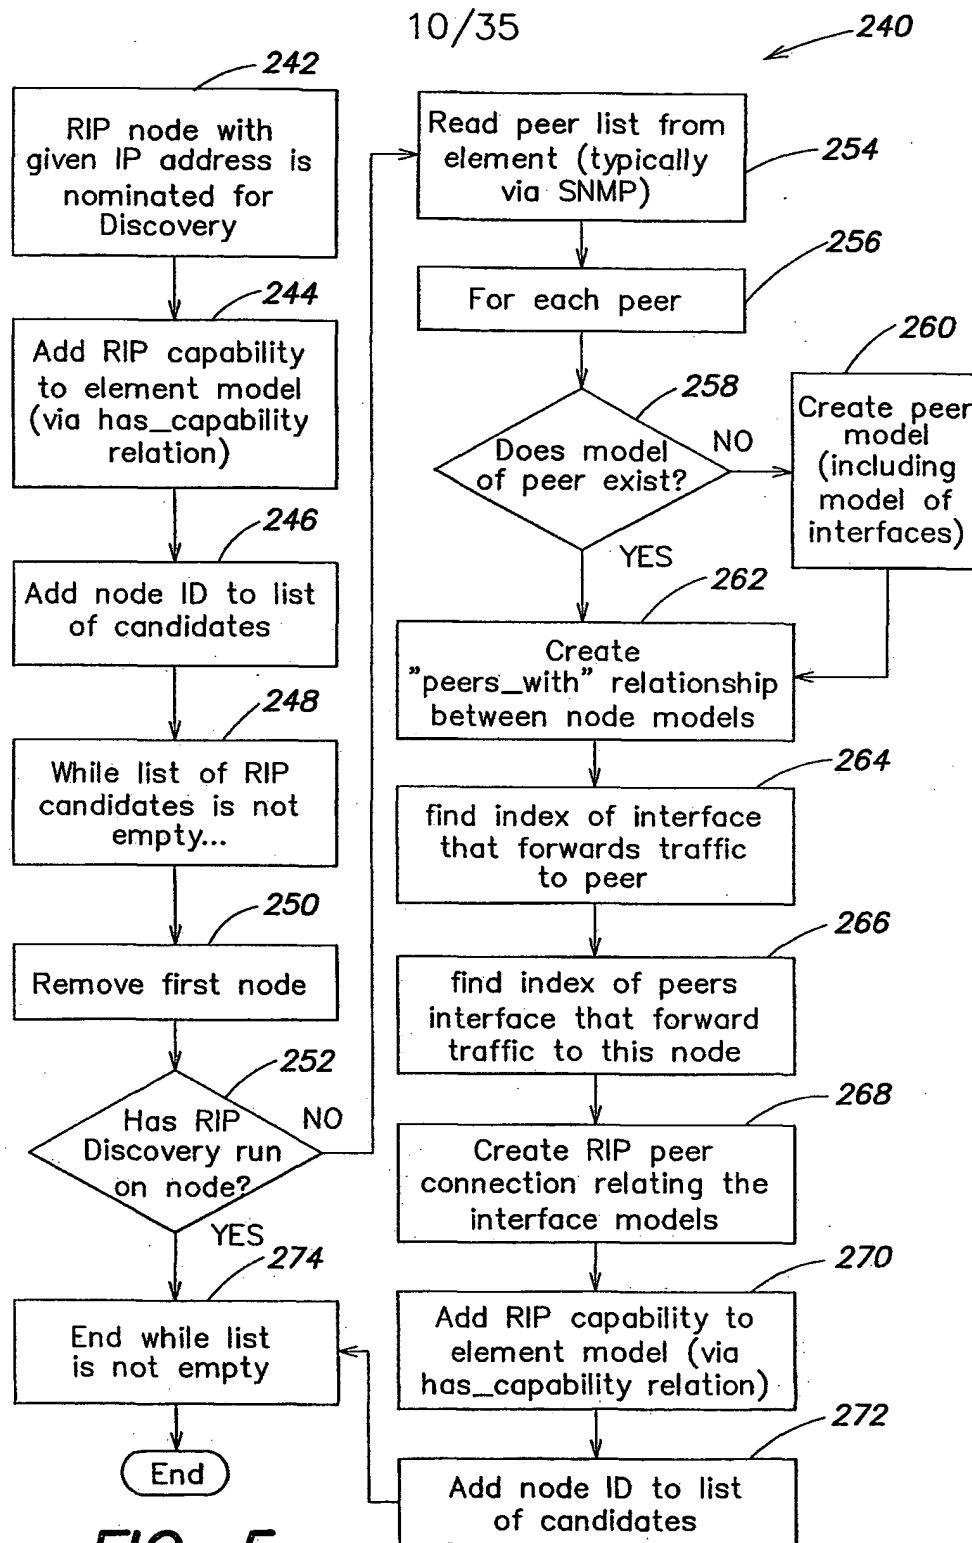 10/35
240
242
RIP node with
given IP address is
nominated for
Discovery
244
Add RIP capability
to element model
(via has_capability
relation)
246
Add node ID to list
of candidates
248
While list of RIP
candidates is not
empty...
250
Remove first node
252
Has RIP
Discovery run
on node?
NO
YES
274
End while list
is not empty
End
Read peer list from
element (typically
via SNMP)
254
256
For each peer
258
Does model
of peer exist?
NO
YES
260
Create peer
model
(including
model of
interfaces)
262
Create
"peers_with" relationship
between node models
264
find index of interface
that forwards traffic
to peer
266
find index of peers
interface that forward
traffic to this node
268
Create RIP peer
connection relating the
interface models
270
Add RIP capability to
element model (via
has_capability relation)
272
Add node ID to list
of candidates